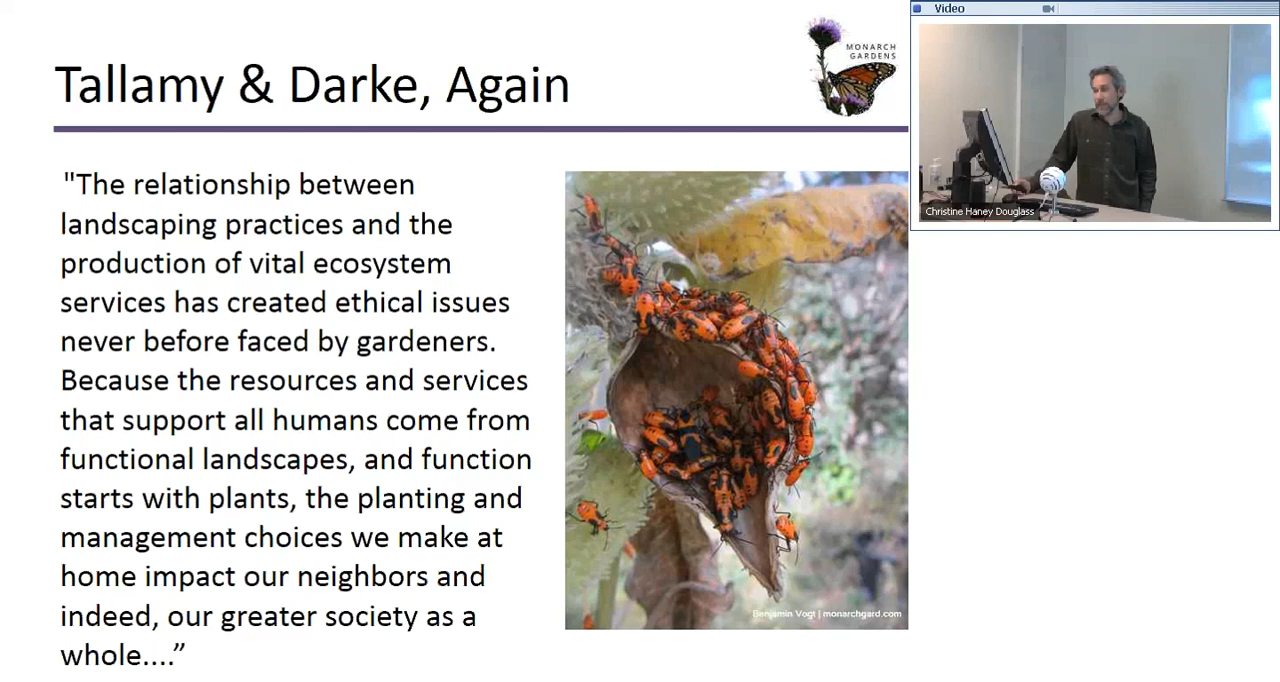 Tallamy & Darke, Again
MONARCH
GARDENS
"The relationship between
landscaping practices and the
production of vital ecosystem
services has created ethical issues
never before faced by gardeners.
Because the resources and services
that support all humans come from
functional landscapes, and function
starts with plants, the planting and
management choices we make at
home impact our neighbors and
indeed, our greater society as a
whole....”
Benjamin Vogt | monarchgard.com
Video
Christine Haney Douglass